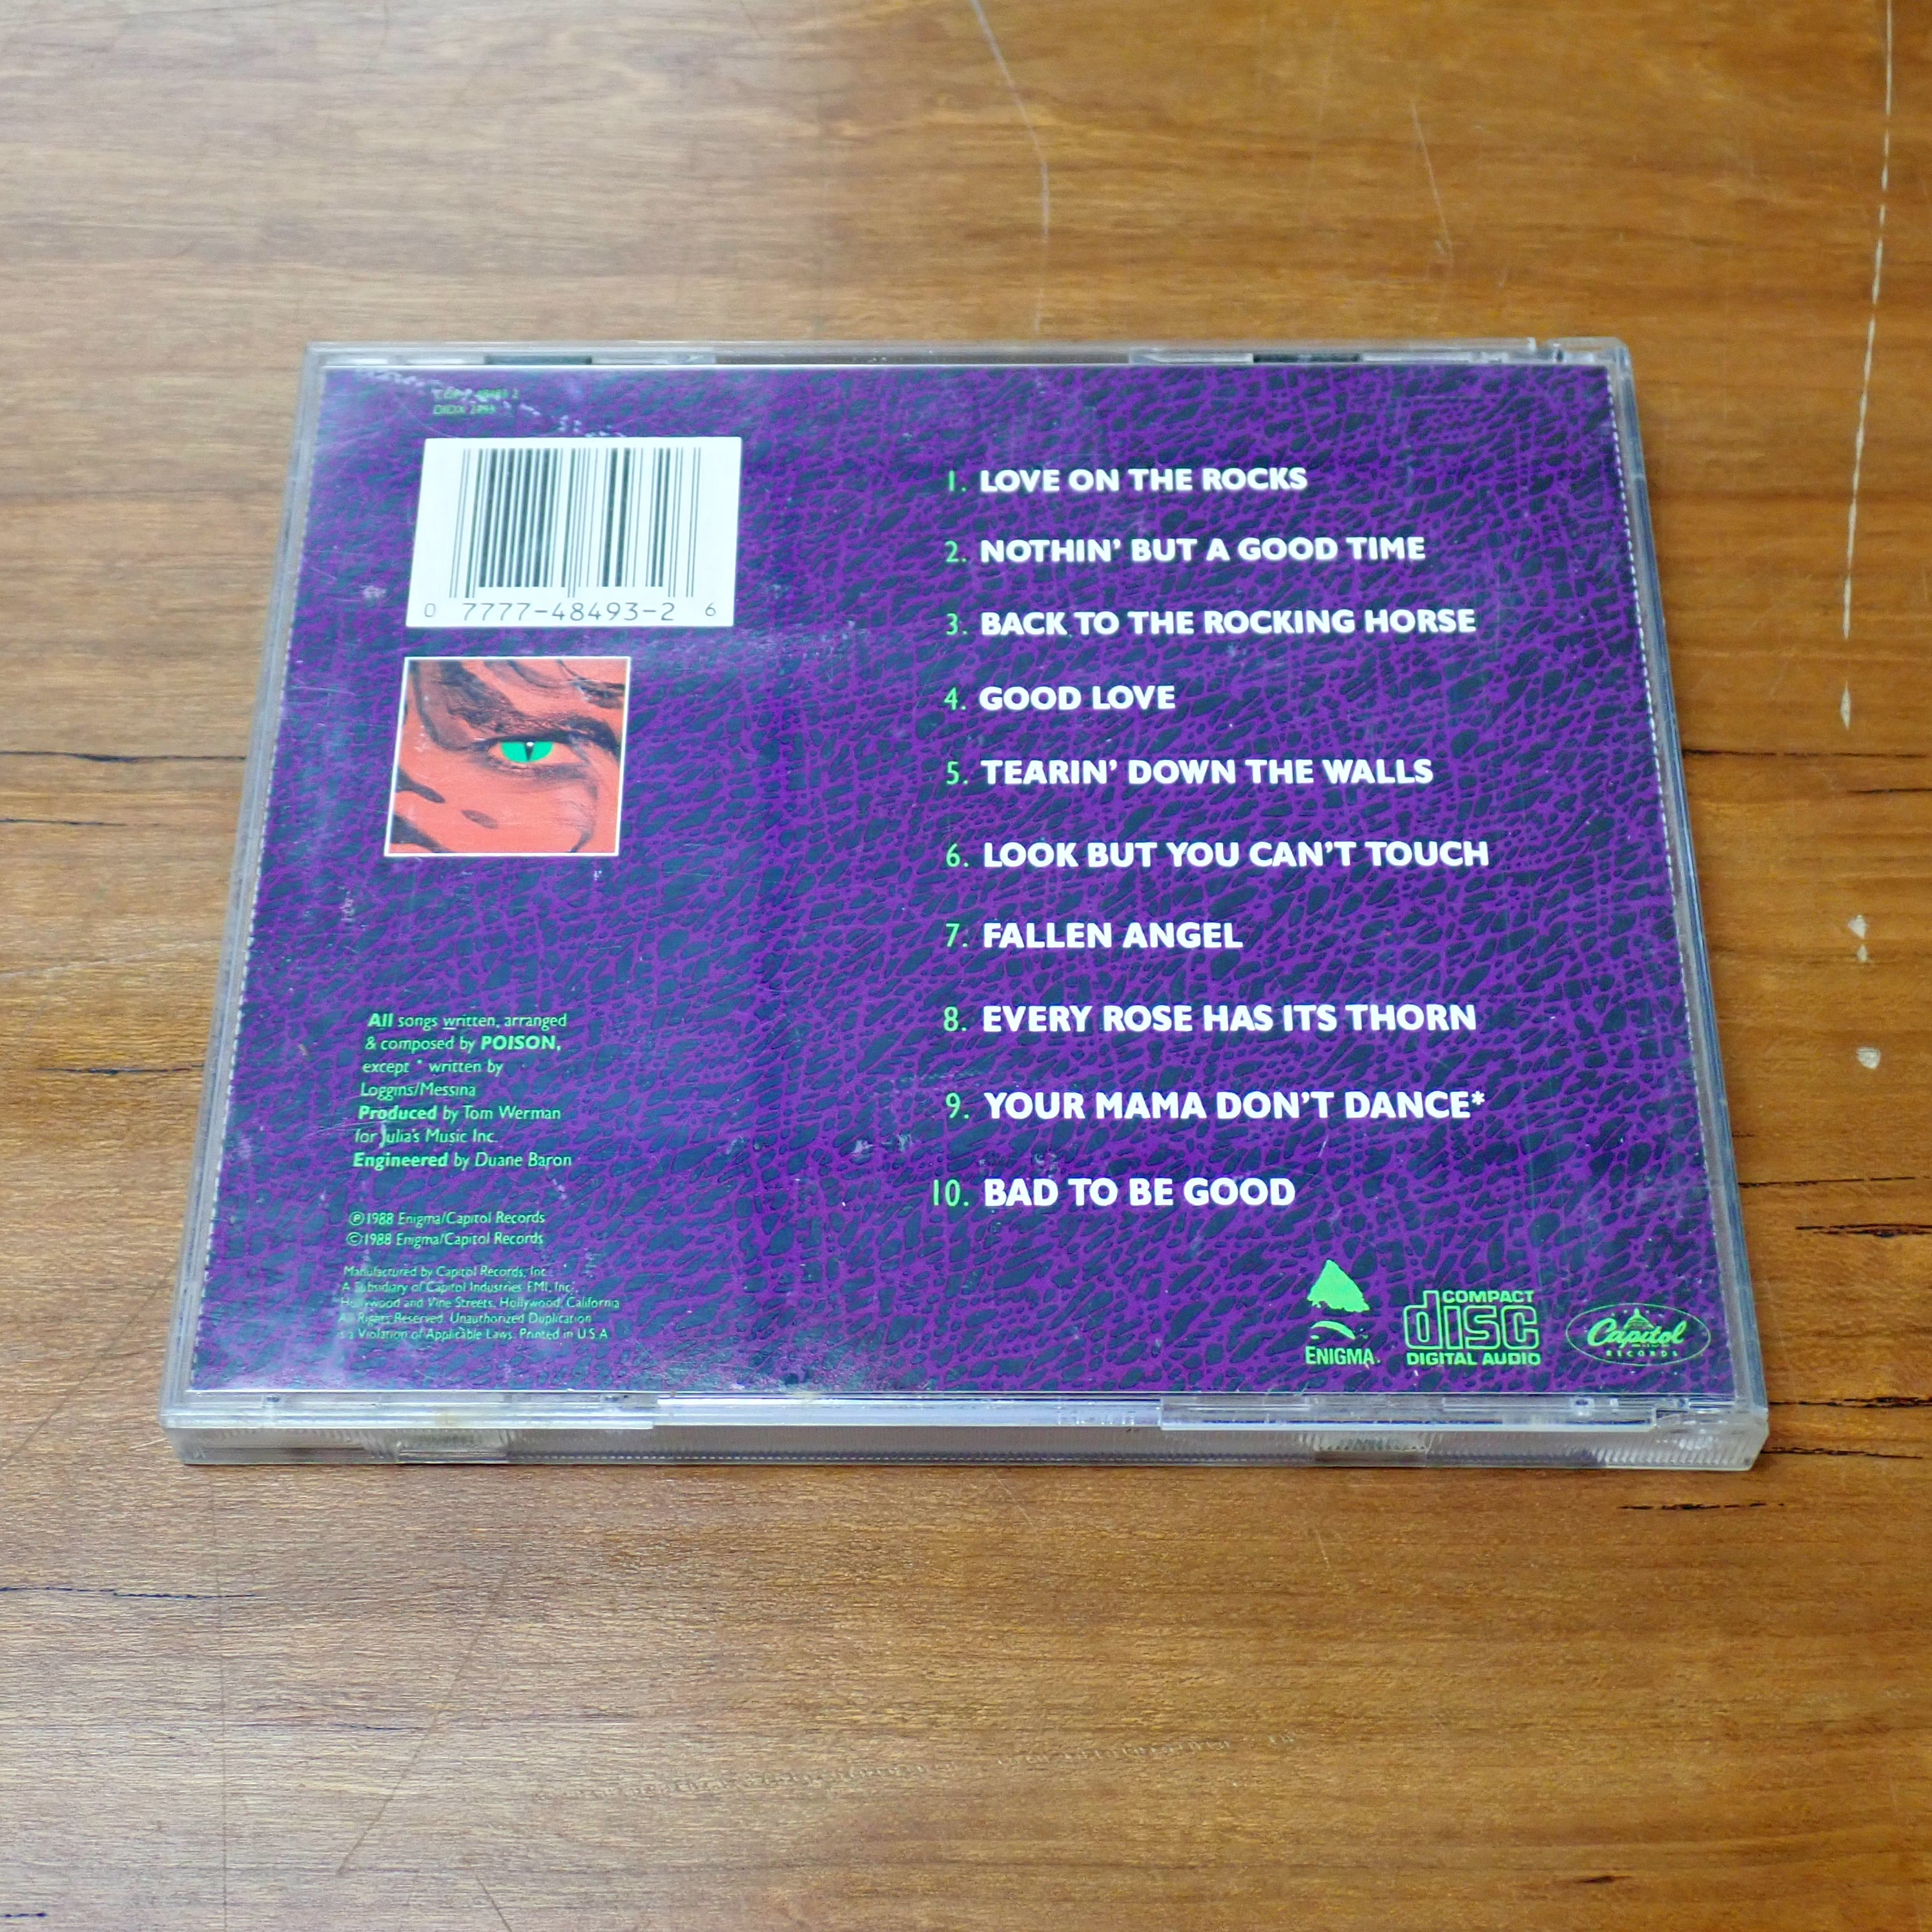 0 7777-48493-2 6
1. LOVE ON THE ROCKS
2. NOTHIN' BUT A GOOD TIME
3. BACK TO THE ROCKING HORSE
4. GOOD LOVE
5. TEARIN' DOWN THE WALLS
6. LOOK BUT YOU CAN'T TOUCH
7. FALLEN ANGEL
8. EVERY ROSE HAS ITS THORN
9. YOUR MAMA DON'T DANCE*
10. BAD TO BE GOOD
All songs written, arranged
& composed by POISON,
except * written by
Loggins/Messina
Produced by Tom Werman
for Julia's Music Inc.
Engineered by Duane Baron
℗1988 Enigma/Capitol Records
©1988 Enigma/Capitol Records
Manufactured by Capitol Records, Inc.
A Subsidiary of Capitol Industries EMI, Inc.,
Hollywood and Vine Streets, Hollywood, California
All Rights Reserved. Unauthorized Duplication
is a Violation of Applicable Laws. Printed in U.S.A.
ENIGMA.
COMPACT
disc
DIGITAL AUDIO
Capitol
RECORDS